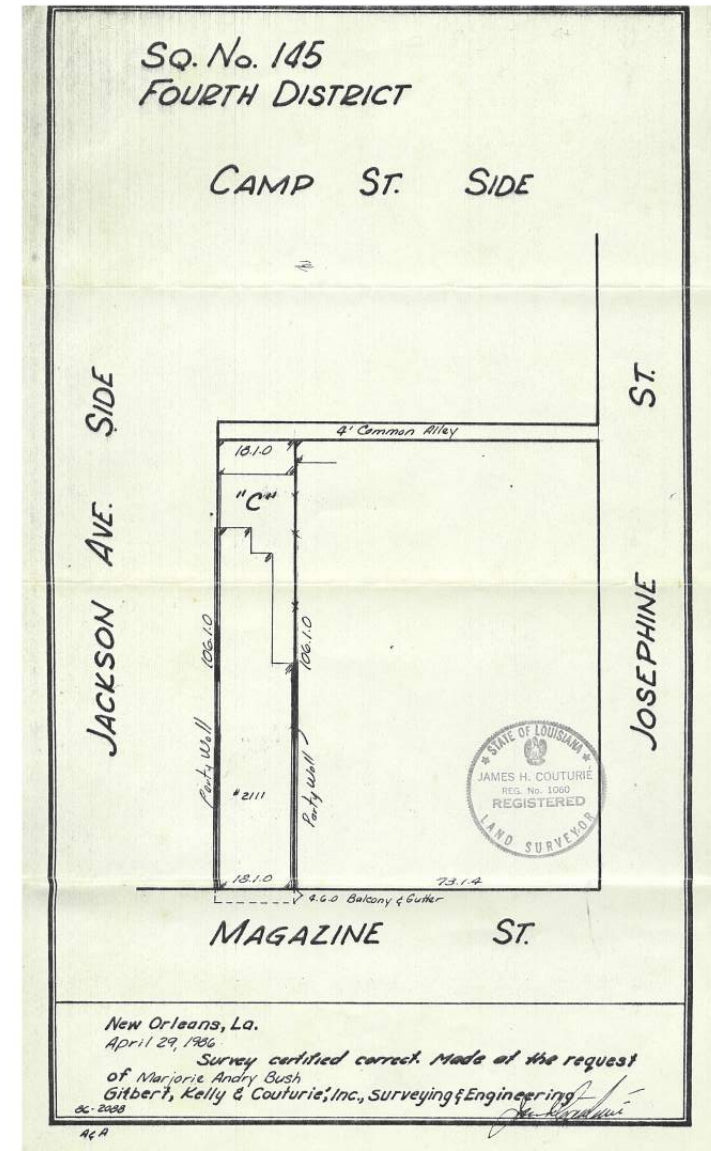 SQ. No. 145
FOURTH DISTRICT
CAMP ST. SIDE
JACKSON AVE. SIDE
JOSEPHINE ST.
4' Common Alley
18.1.0
"C"
106.1.0
106.1.0
Party Wall
Party Wall
#2111
STATE OF LOUISIANA
JAMES H. COUTURIÉ
REG. No. 1060
REGISTERED
LAND SURVEYOR
18.1.0
73.1.4
4.6.0 Balcony & Gutter
MAGAZINE ST.
New Orleans, La.
April 29, 1986
Survey certified correct. Made at the request
of Marjorie Andry Bush
Gilbert, Kelly & Couturié, Inc., Surveying & Engineering
86-2088
A&A